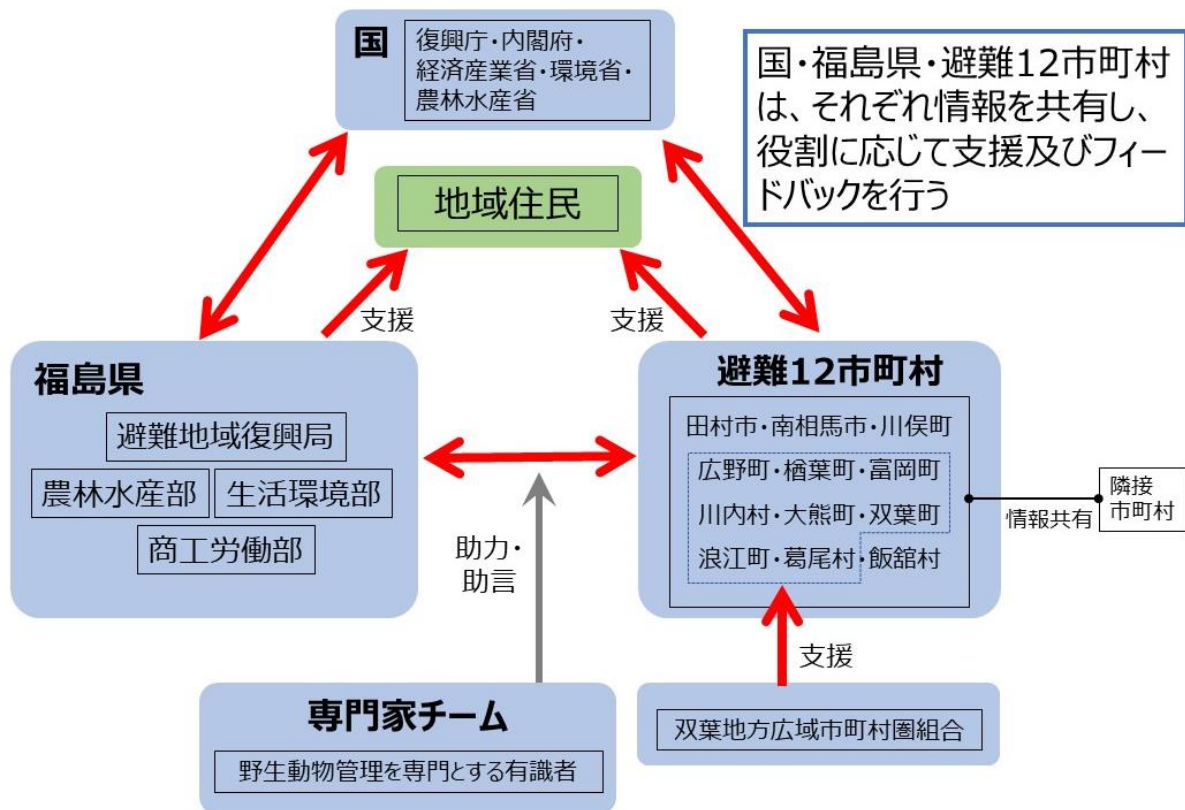 国
復興庁・内閣府・
経済産業省・環境省・
農林水産省
国・福島県・避難12市町村
は、それぞれ情報を共有し、
役割に応じて支援及びフィー
ドバックを行う
地域住民
支援
支援
福島県
避難地域復興局
農林水産部
生活環境部
商工労働部
避難12市町村
田村市・南相馬市・川俣町
広野町・楢葉町・富岡町
川内村・大熊町・双葉町
浪江町・葛尾村・飯舘村
情報共有
隣接
市町村
助力・
助言
支援
専門家チーム
野生動物管理を専門とする有識者
双葉地方広域市町村圏組合